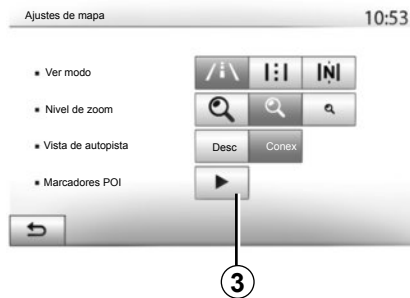 Ajustes de mapa 10:53
▪ Ver modo N
▪ Nivel de zoom
▪ Vista de autopista Desc Conex
▪ Marcadores POI
3